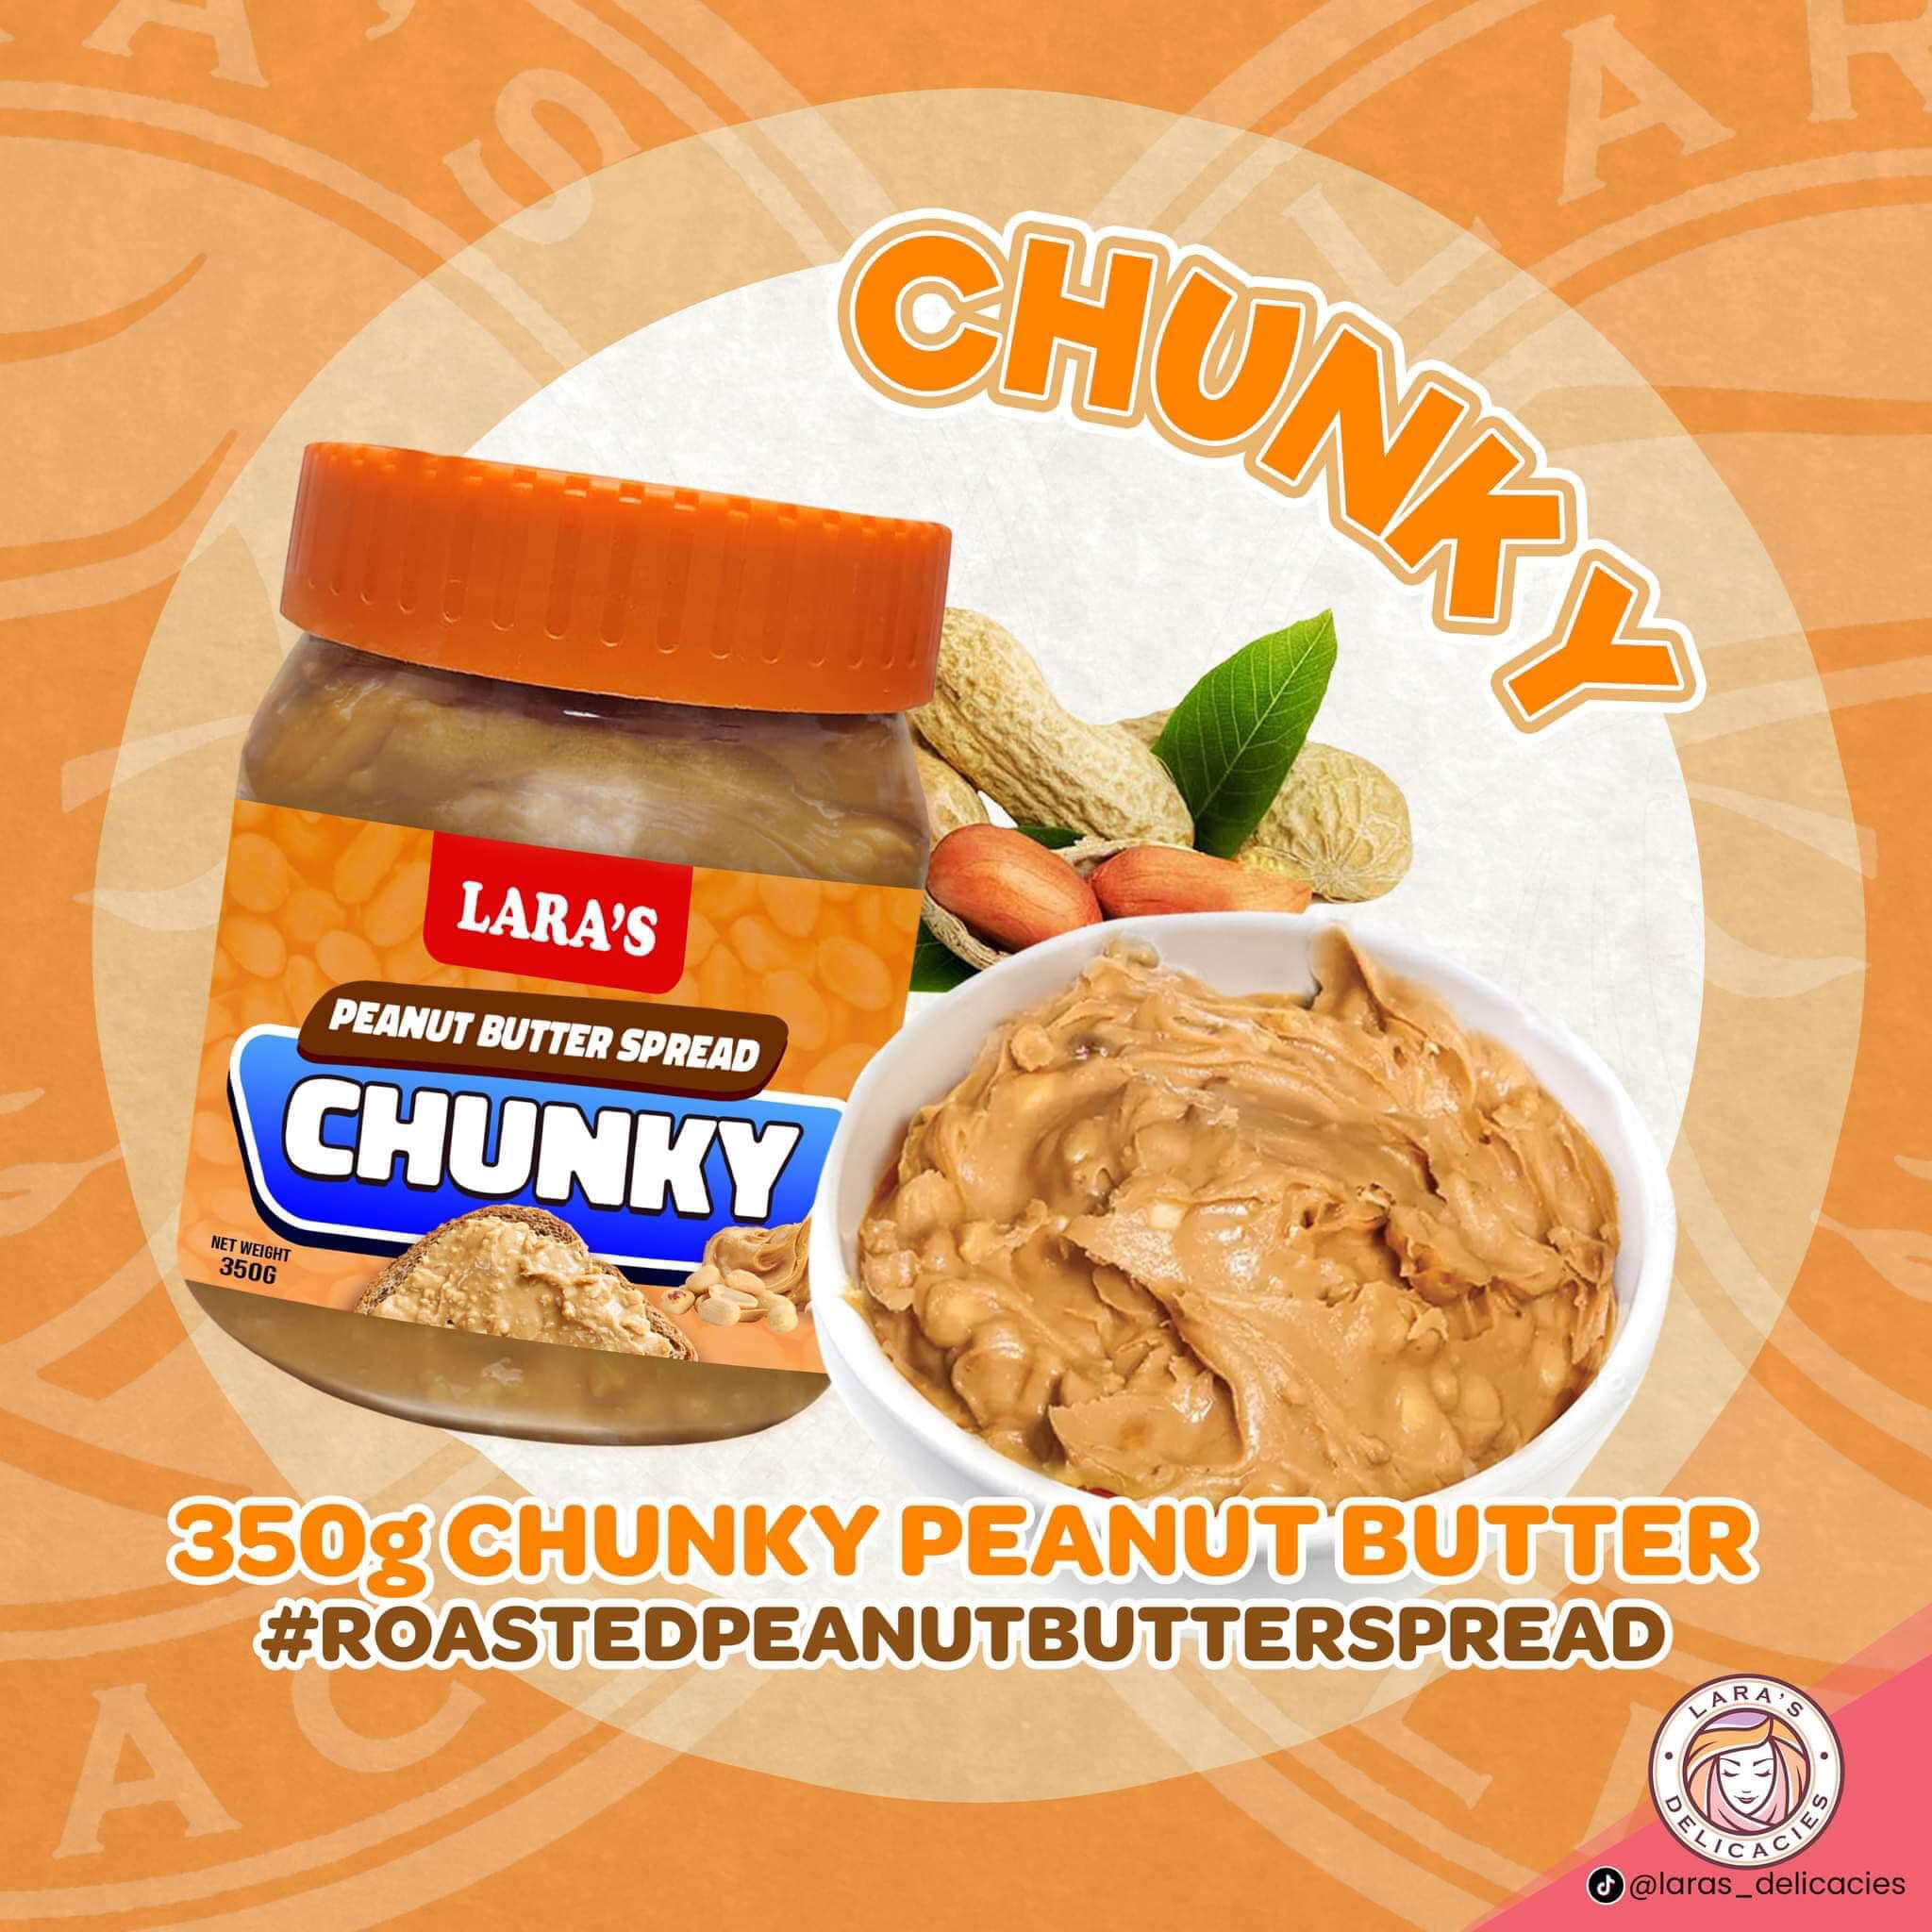 CHUNKY
LARA'S
PEANUT BUTTER SPREAD
CHUNKY
NET WEIGHT
350G
350g CHUNKY PEANUT BUTTER
#ROASTEDPEANUTBUTTERSPREAD
LARA'S
DELICACIES
@laras_delicacies